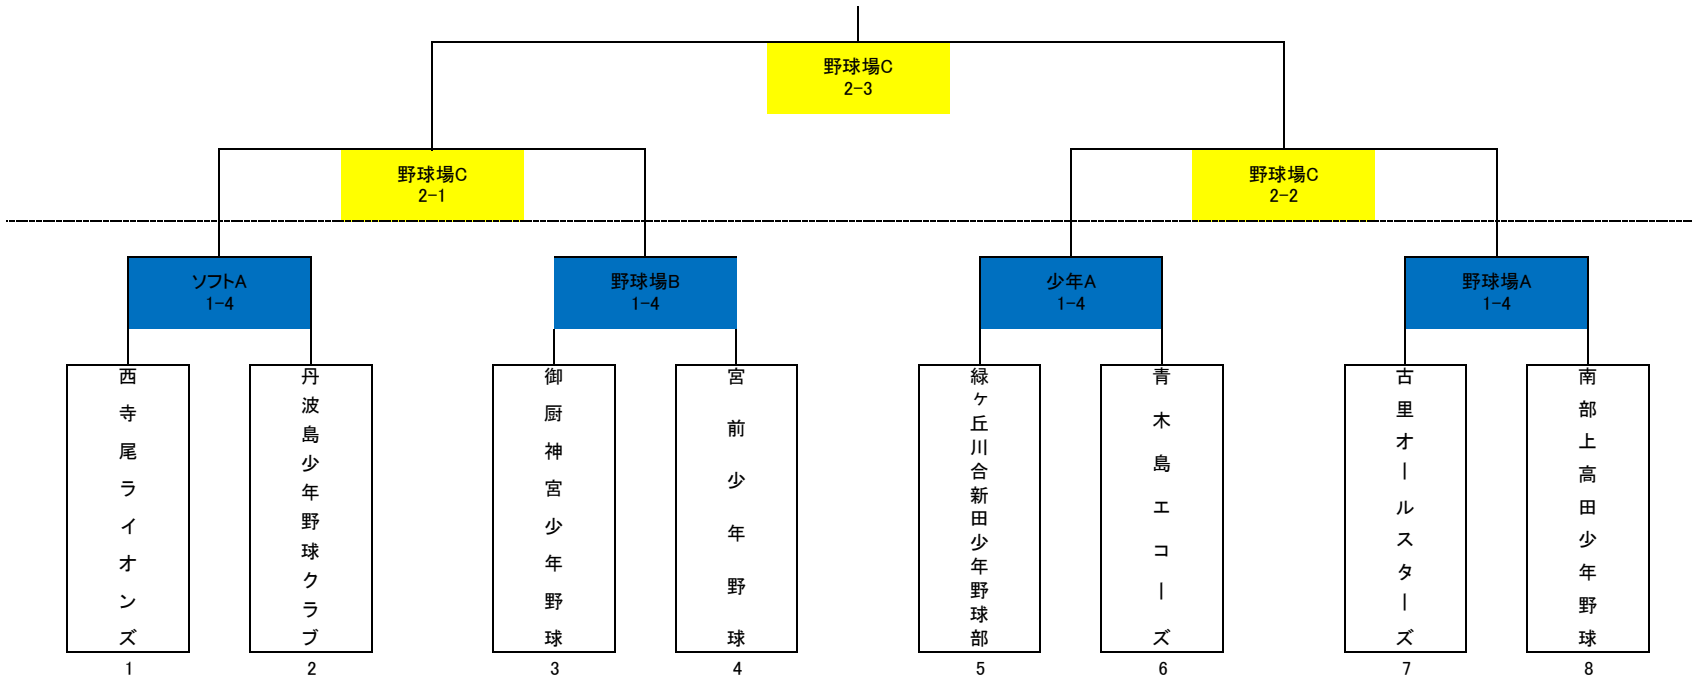 野球場C
2-3
野球場C
2-1
野球場C
2-2
ソフトA
1-4
野球場B
1-4
少年A
1-4
野球場A
1-4
西寺尾ライオンズ
丹波島少年野球クラブ
御厨神宮少年野球
宮前少年野球
緑ヶ丘川合新田少年野球部
青木島エコーズ
古里オールスターズ
南部上高田少年野球
1
2
3
4
5
6
7
8